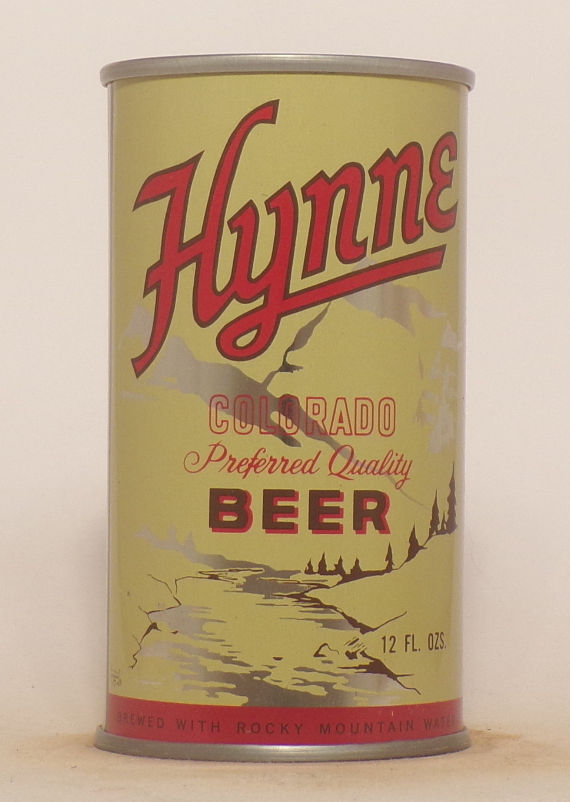 Hynne
COLORADO
Preferred Quality
BEER
12 FL. OZS.
BREWED WITH ROCKY MOUNTAIN WATER